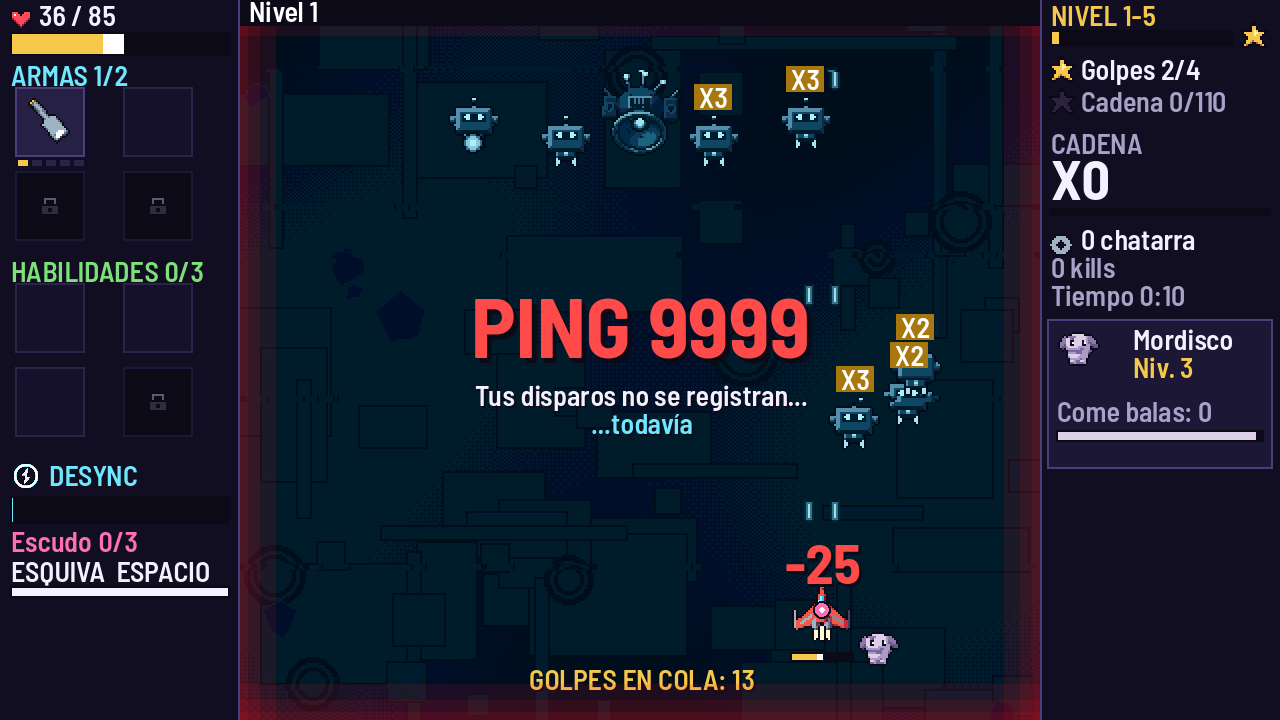 36 / 85
ARMAS 1/2
HABILIDADES 0/3
DESYNC
Escudo 0/3
ESQUIVA ESPACIO
Nivel 1
X3
X3
PING 9999
X2
X2
X3
Tus disparos no se registran...
...todavía
-25
GOLPES EN COLA: 13
NIVEL 1-5
Golpes 2/4
Cadena 0/110
CADENA
X0
0 chatarra
0 kills
Tiempo 0:10
Mordisco
Niv. 3
Come balas: 0